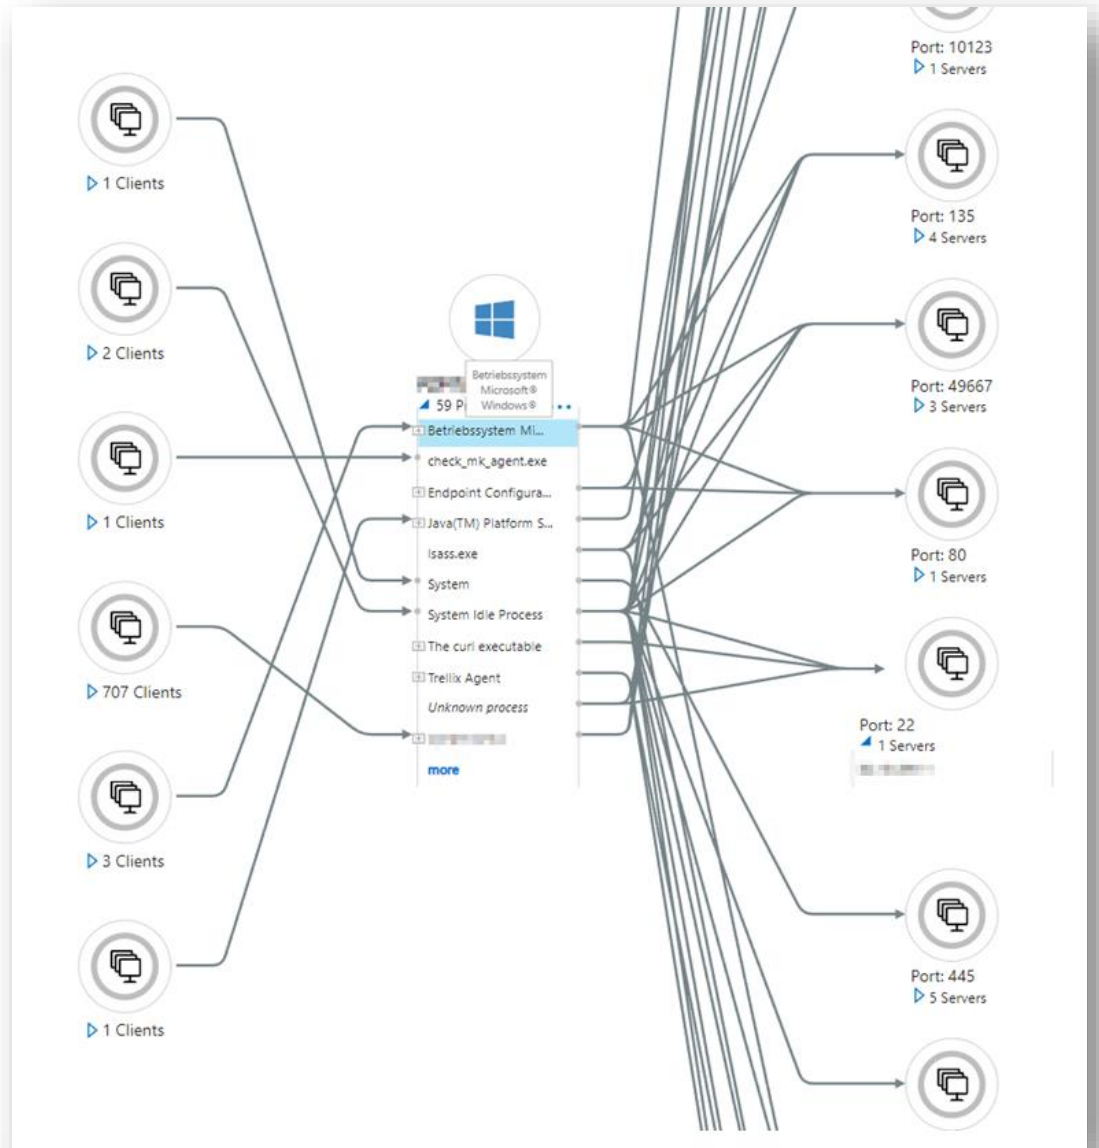 Port: 10123
1 Servers
1 Clients
Port: 135
4 Servers
2 Clients
Betriebssystem
Microsoft®
Windows®
59 P
Port: 49667
3 Servers
Betriebssystem Mi...
check_mk_agent.exe
Endpoint Configura...
Java(TM) Platform S...
lsass.exe
System
System Idle Process
The curl executable
Trellix Agent
Unknown process
more
1 Clients
Port: 80
1 Servers
707 Clients
Port: 22
1 Servers
3 Clients
Port: 445
5 Servers
1 Clients